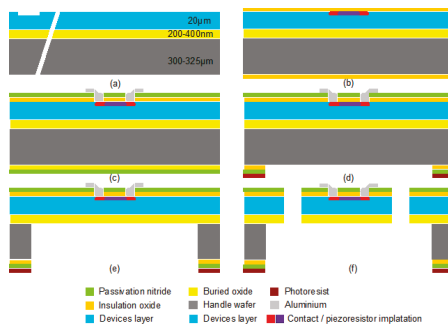 20µm
200-400nm
300-325µm
(a)
(b)
(c)
(d)
(e)
(f)
Passivation nitride
Buried oxide
Photoresist
Insulation oxide
Handle wafer
Aluminium
Devices layer
Devices layer
Contact / piezoresistor implatation